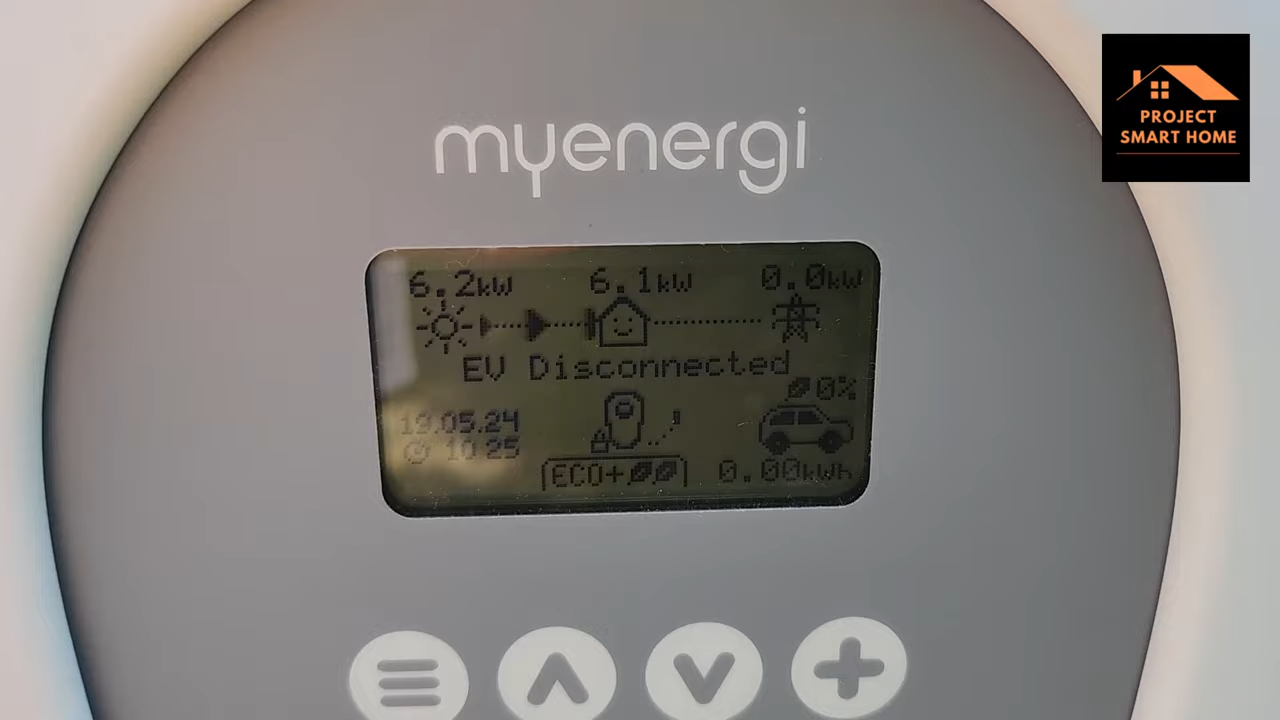 myenergi
PROJECT
SMART HOME
6.2kW 6.1kW 0.0kW
EV Disconnected
0%
19.05.24
10:25
ECO+
0.00kWh